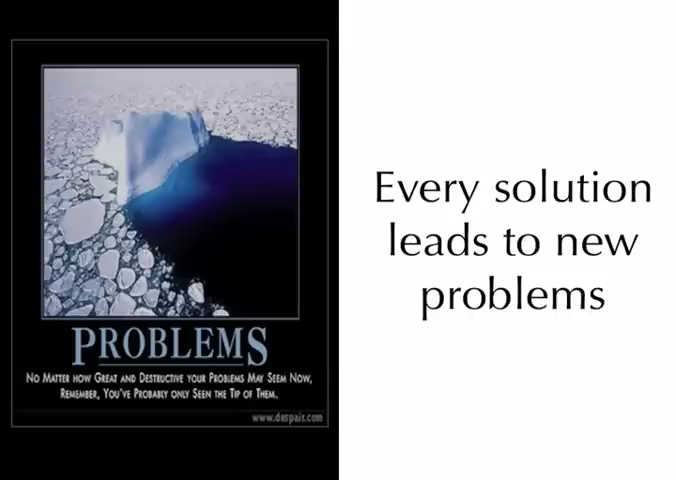 PROBLEMS
NO MATTER HOW GREAT AND DESTRUCTIVE YOUR PROBLEMS MAY SEEM NOW,
REMEMBER, YOU'VE PROBABLY ONLY SEEN THE TIP OF THEM.
www.despair.com
Every solution
leads to new
problems